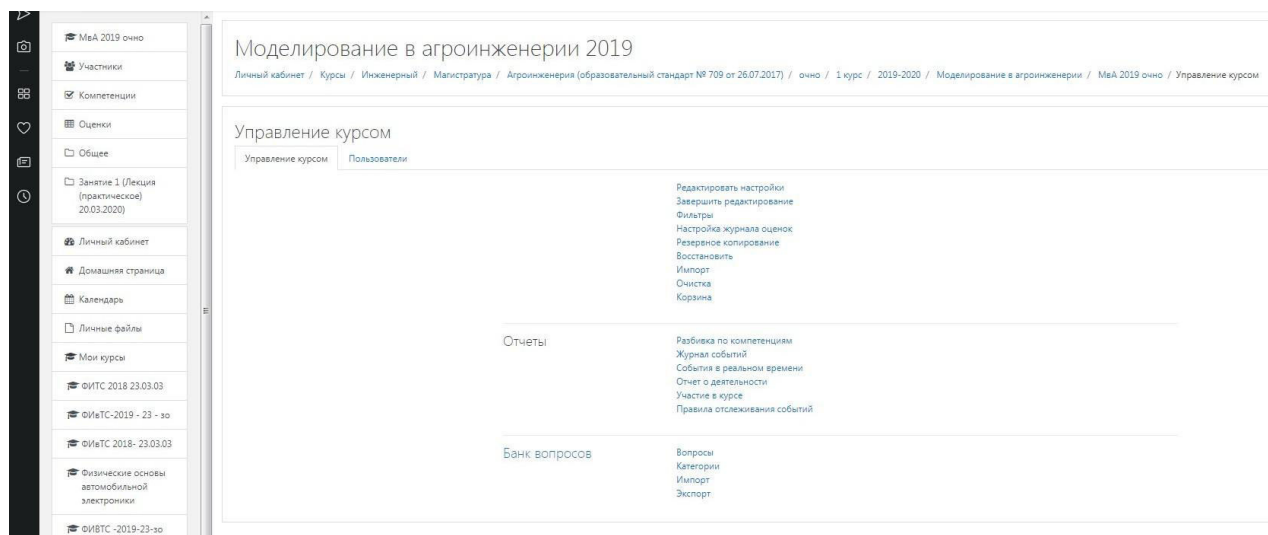 МвА 2019 очно
Участники
Компетенции
Оценки
Общее
Занятие 1 (Лекция
(практическое)
20.03.2020)
Личный кабинет
Домашняя страница
Календарь
Личные файлы
Мои курсы
ФИТС 2018 23.03.03
ФИвТС-2019 - 23 - зо
ФИвТС 2018- 23.03.03
Физические основы
автомобильной
электроники
ФИВТС -2019-23-зо
Моделирование в агроинженерии 2019
Личный кабинет / Курсы / Инженерный / Магистратура / Агроинженерия (образовательный стандарт № 709 от 26.07.2017) / очно / 1 курс / 2019-2020 / Моделирование в агроинженерии / МвА 2019 очно / Управление курсом
Управление курсом
Управление курсом Пользователи
Редактировать настройки
Завершить редактирование
Фильтры
Настройка журнала оценок
Резервное копирование
Восстановить
Импорт
Очистка
Корзина
Отчеты
Разбивка по компетенциям
Журнал событий
События в реальном времени
Отчет о деятельности
Участие в курсе
Правила отслеживания событий
Банк вопросов
Вопросы
Категории
Импорт
Экспорт